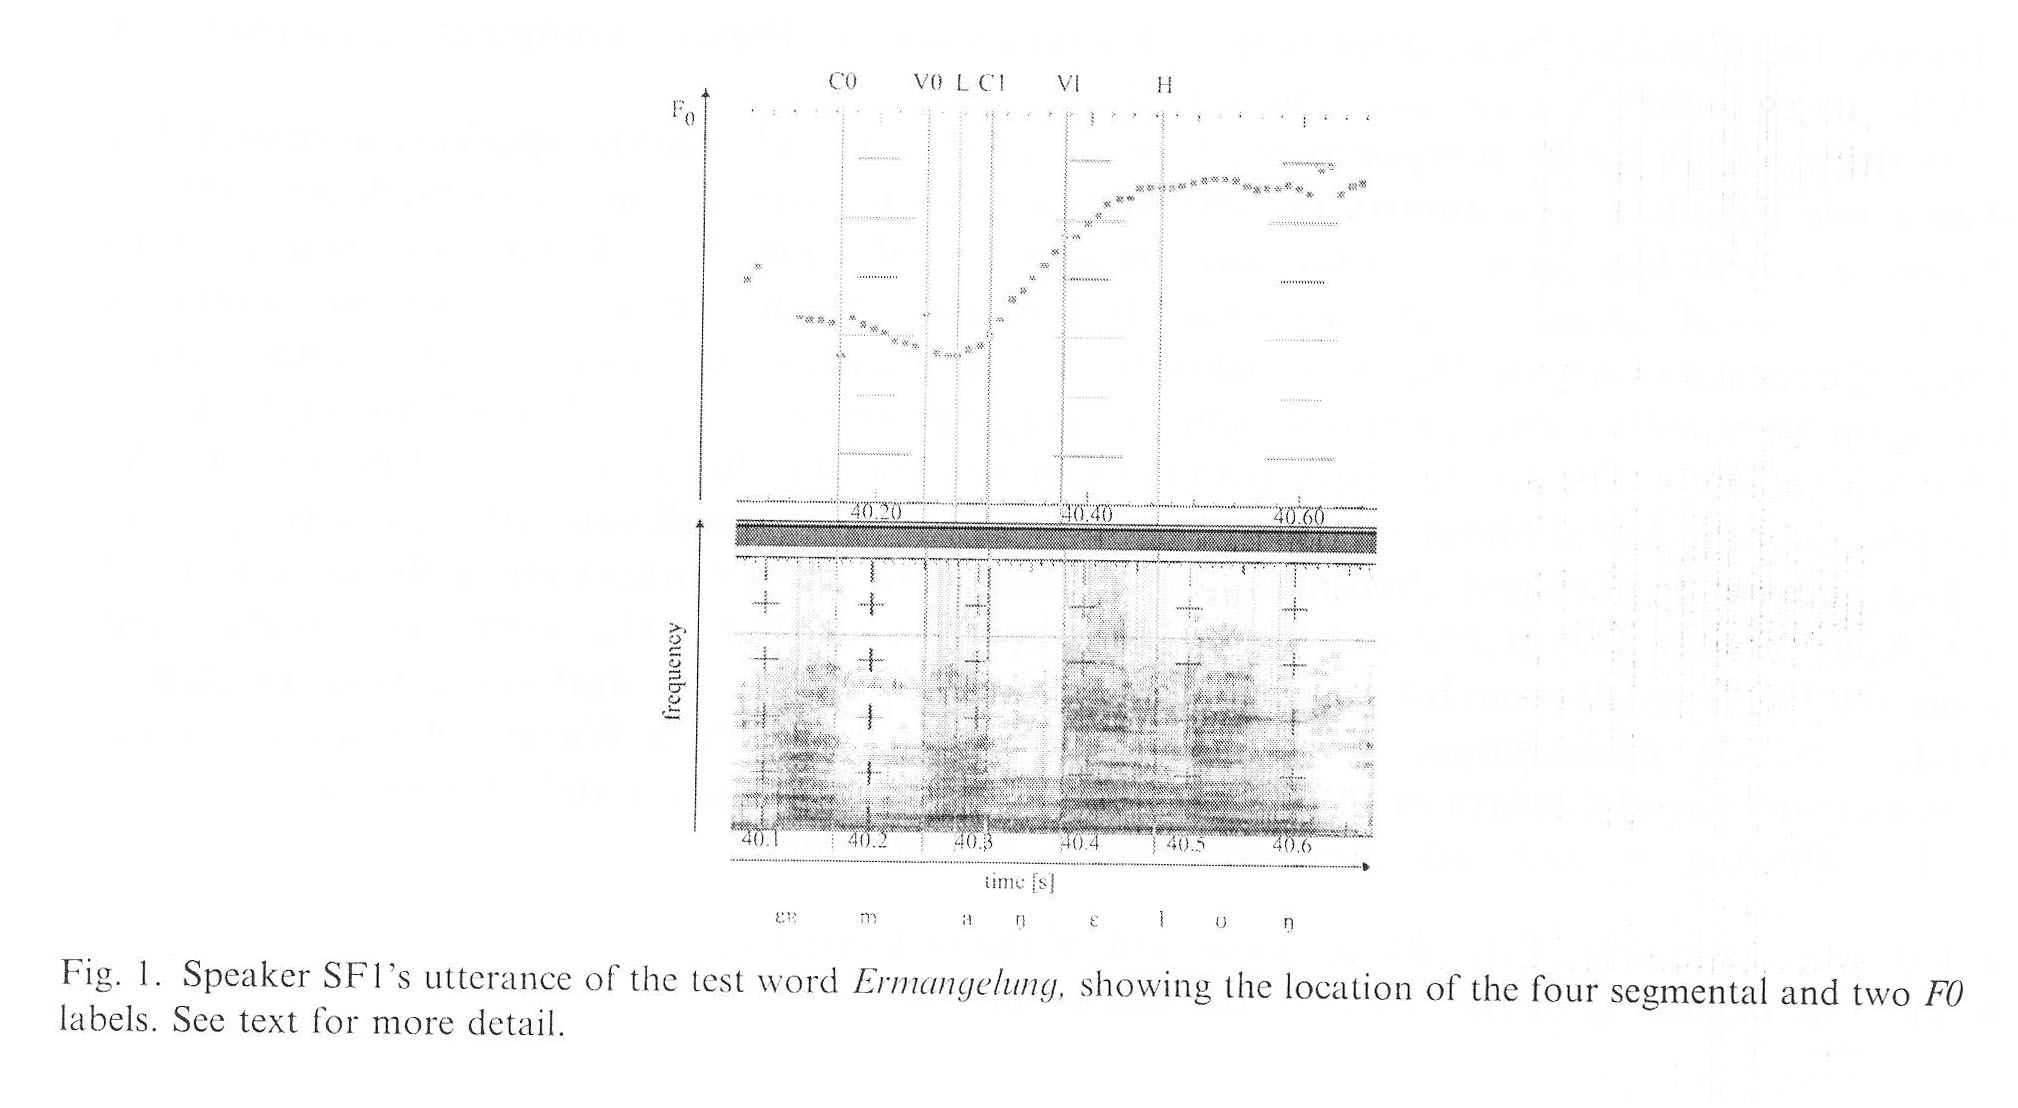 C0 V0 L C1 V1 H
F0
40.20 40.40 40.60
frequency
40.1 40.2 40.3 40.4 40.5 40.6
time [s]
ɛɐ m a ŋ ɛ l ʊ ŋ
Fig. 1. Speaker SF1's utterance of the test word Ermangelung, showing the location of the four segmental and two F0
labels. See text for more detail.